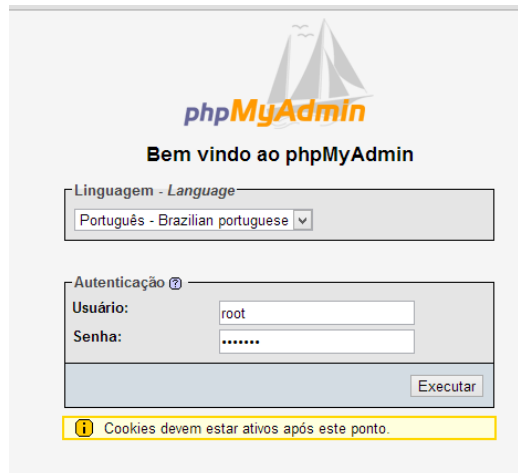 phpMyAdmin
Bem vindo ao phpMyAdmin
Linguagem - Language
Português - Brazilian portuguese
Autenticação
Usuário: root
Senha: •••••••
Executar
Cookies devem estar ativos após este ponto.